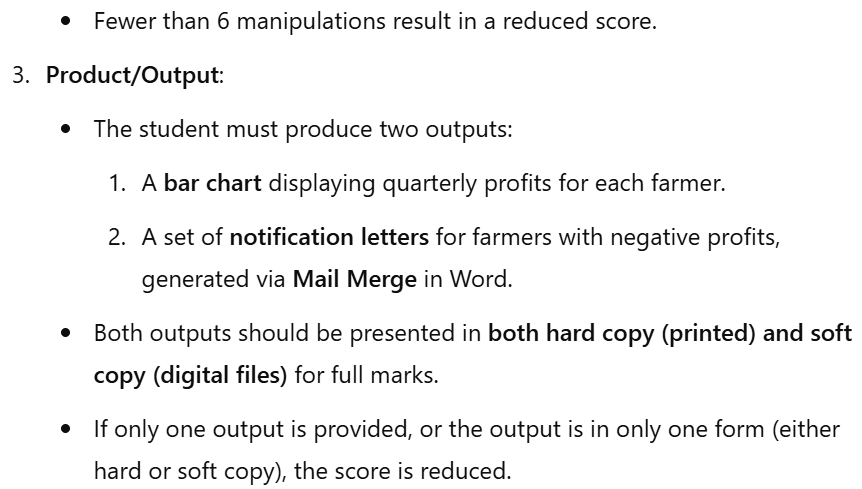 • Fewer than 6 manipulations result in a reduced score.
3. Product/Output:
• The student must produce two outputs:
1. A bar chart displaying quarterly profits for each farmer.
2. A set of notification letters for farmers with negative profits,
generated via Mail Merge in Word.
• Both outputs should be presented in both hard copy (printed) and soft
copy (digital files) for full marks.
• If only one output is provided, or the output is in only one form (either
hard or soft copy), the score is reduced.